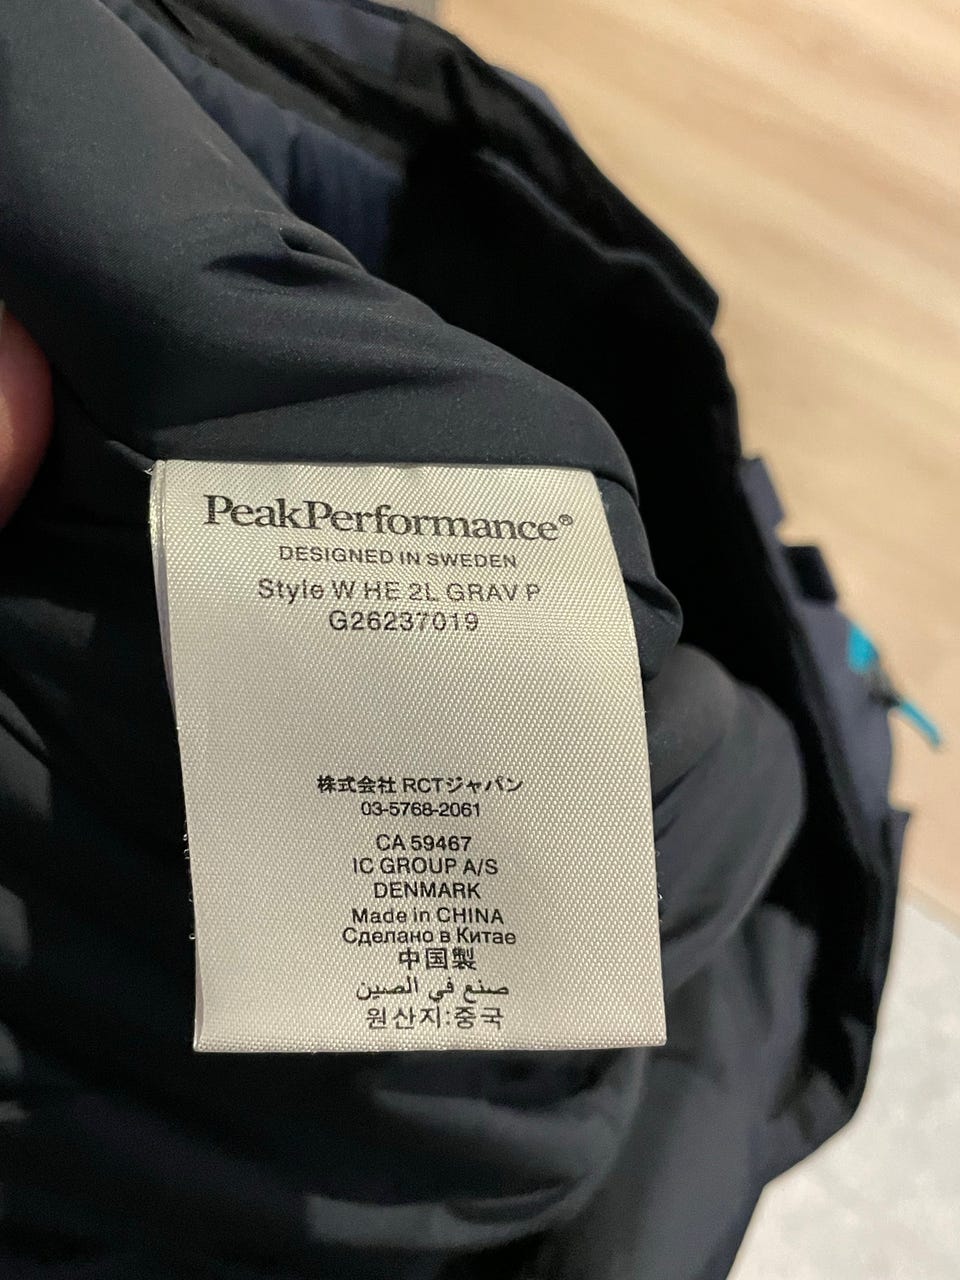 PeakPerformance®
DESIGNED IN SWEDEN
Style W HE 2L GRAV P
G26237019
株式会社 RCTジャパン
03-5768-2061
CA 59467
IC GROUP A/S
DENMARK
Made in CHINA
Сделано в Китае
中国製
صنع في الصين
원산지:중국